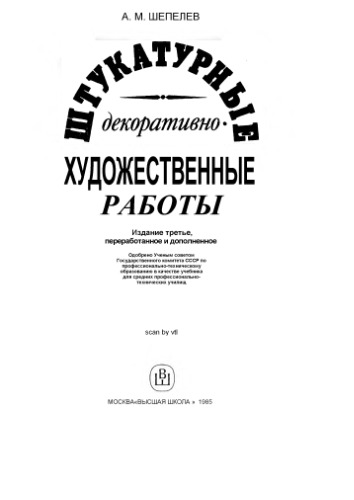 А. М. ШЕПЕЛЕВ
ШТУКАТУРНЫЕ
декоративно-
ХУДОЖЕСТВЕННЫЕ
РАБОТЫ
Издание третье,
переработанное и дополненное
Одобрено Ученым советом
Государственного комитета СССР по
профессионально-техническому
образованию в качестве учебника
для средних профессионально-
технических училищ
scan by vtl
В
Ш
МОСКВА«ВЫСШАЯ ШКОЛА » 1985